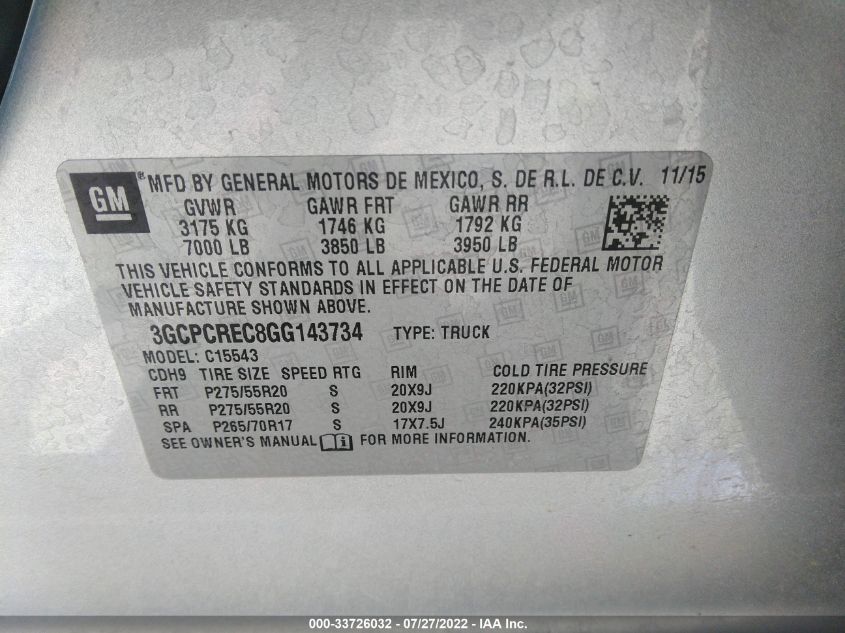 GM ® MFD BY GENERAL MOTORS DE MEXICO, S. DE R.L. DE C.V. 11/15
GVWR GAWR FRT GAWR RR
3175 KG 1746 KG 1792 KG
7000 LB 3850 LB 3950 LB
THIS VEHICLE CONFORMS TO ALL APPLICABLE U.S. FEDERAL MOTOR
VEHICLE SAFETY STANDARDS IN EFFECT ON THE DATE OF
MANUFACTURE SHOWN ABOVE.
3GCPCREC8GG143734 TYPE: TRUCK
MODEL: C15543
CDH9 TIRE SIZE SPEED RTG RIM COLD TIRE PRESSURE
FRT P275/55R20 S 20X9J 220KPA(32PSI)
RR P275/55R20 S 20X9J 220KPA(32PSI)
SPA P265/70R17 S 17X7.5J 240KPA(35PSI)
SEE OWNER'S MANUAL i FOR MORE INFORMATION.
000-33726032 - 07/27/2022 - IAA Inc.